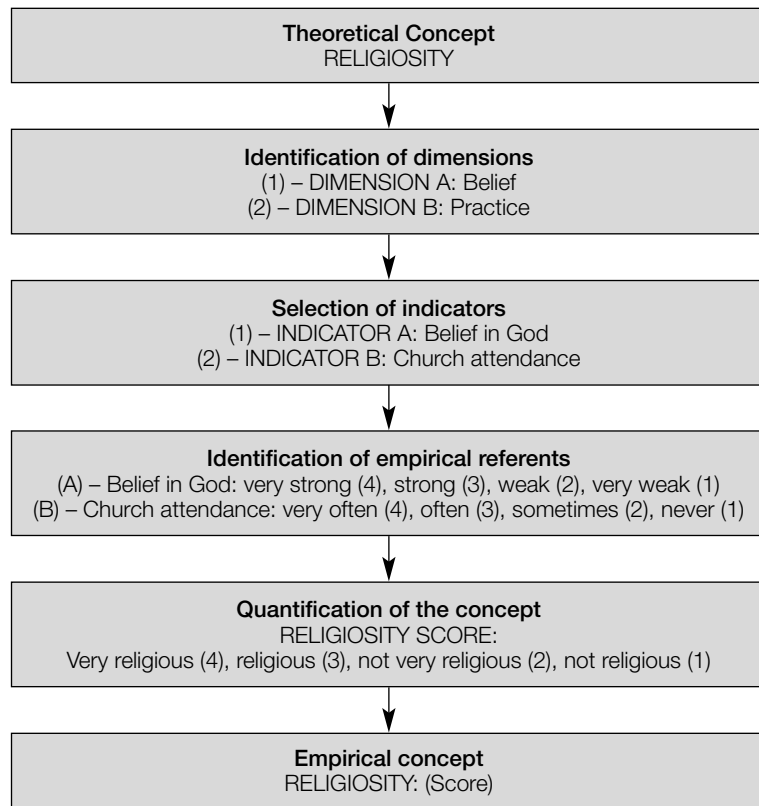 Theoretical Concept
RELIGIOSITY
Identification of dimensions
(1) – DIMENSION A: Belief
(2) – DIMENSION B: Practice
Selection of indicators
(1) – INDICATOR A: Belief in God
(2) – INDICATOR B: Church attendance
Identification of empirical referents
(A) – Belief in God: very strong (4), strong (3), weak (2), very weak (1)
(B) – Church attendance: very often (4), often (3), sometimes (2), never (1)
Quantification of the concept
RELIGIOSITY SCORE:
Very religious (4), religious (3), not very religious (2), not religious (1)
Empirical concept
RELIGIOSITY: (Score)